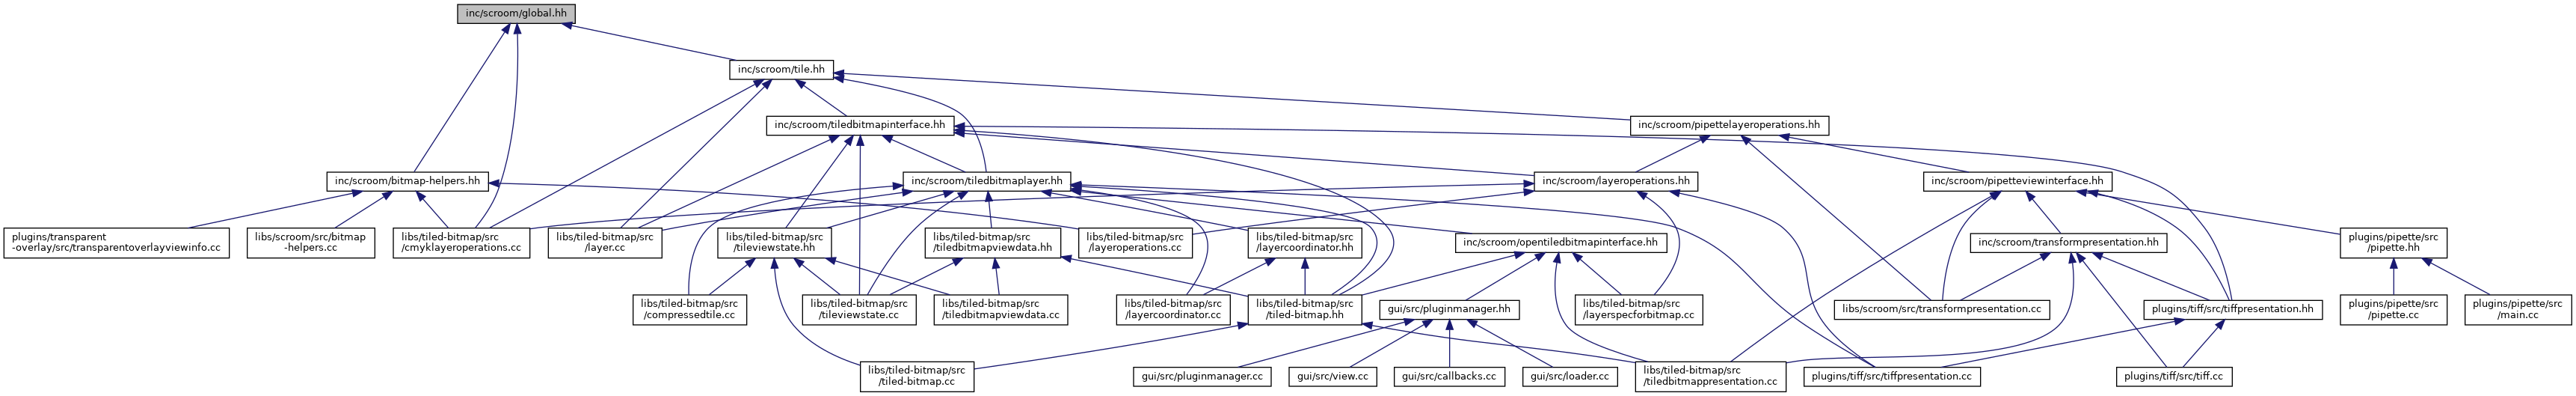 inc/scroom/global.hh
inc/scroom/tile.hh
inc/scroom/tiledbitmapinterface.hh
inc/scroom/pipettelayeroperations.hh
inc/scroom/bitmap-helpers.hh
inc/scroom/tiledbitmaplayer.hh
inc/scroom/layeroperations.hh
inc/scroom/pipetteviewinterface.hh
plugins/transparent
-overlay/src/transparentoverlayviewinfo.cc
libs/scroom/src/bitmap
-helpers.cc
libs/tiled-bitmap/src
/cmyklayeroperations.cc
libs/tiled-bitmap/src
/layer.cc
libs/tiled-bitmap/src
/tileviewstate.hh
libs/tiled-bitmap/src
/tiledbitmapviewdata.hh
libs/tiled-bitmap/src
/layeroperations.cc
libs/tiled-bitmap/src
/layercoordinator.hh
inc/scroom/opentiledbitmapinterface.hh
inc/scroom/transformpresentation.hh
plugins/pipette/src
/pipette.hh
libs/tiled-bitmap/src
/compressedtile.cc
libs/tiled-bitmap/src
/tileviewstate.cc
libs/tiled-bitmap/src
/tiledbitmapviewdata.cc
libs/tiled-bitmap/src
/layercoordinator.cc
libs/tiled-bitmap/src
/tiled-bitmap.hh
gui/src/pluginmanager.hh
libs/tiled-bitmap/src
/layerspecforbitmap.cc
libs/scroom/src/transformpresentation.cc
plugins/tiff/src/tiffpresentation.hh
plugins/pipette/src
/pipette.cc
plugins/pipette/src
/main.cc
libs/tiled-bitmap/src
/tiled-bitmap.cc
gui/src/pluginmanager.cc
gui/src/view.cc
gui/src/callbacks.cc
gui/src/loader.cc
libs/tiled-bitmap/src
/tiledbitmappresentation.cc
plugins/tiff/src/tiffpresentation.cc
plugins/tiff/src/tiff.cc